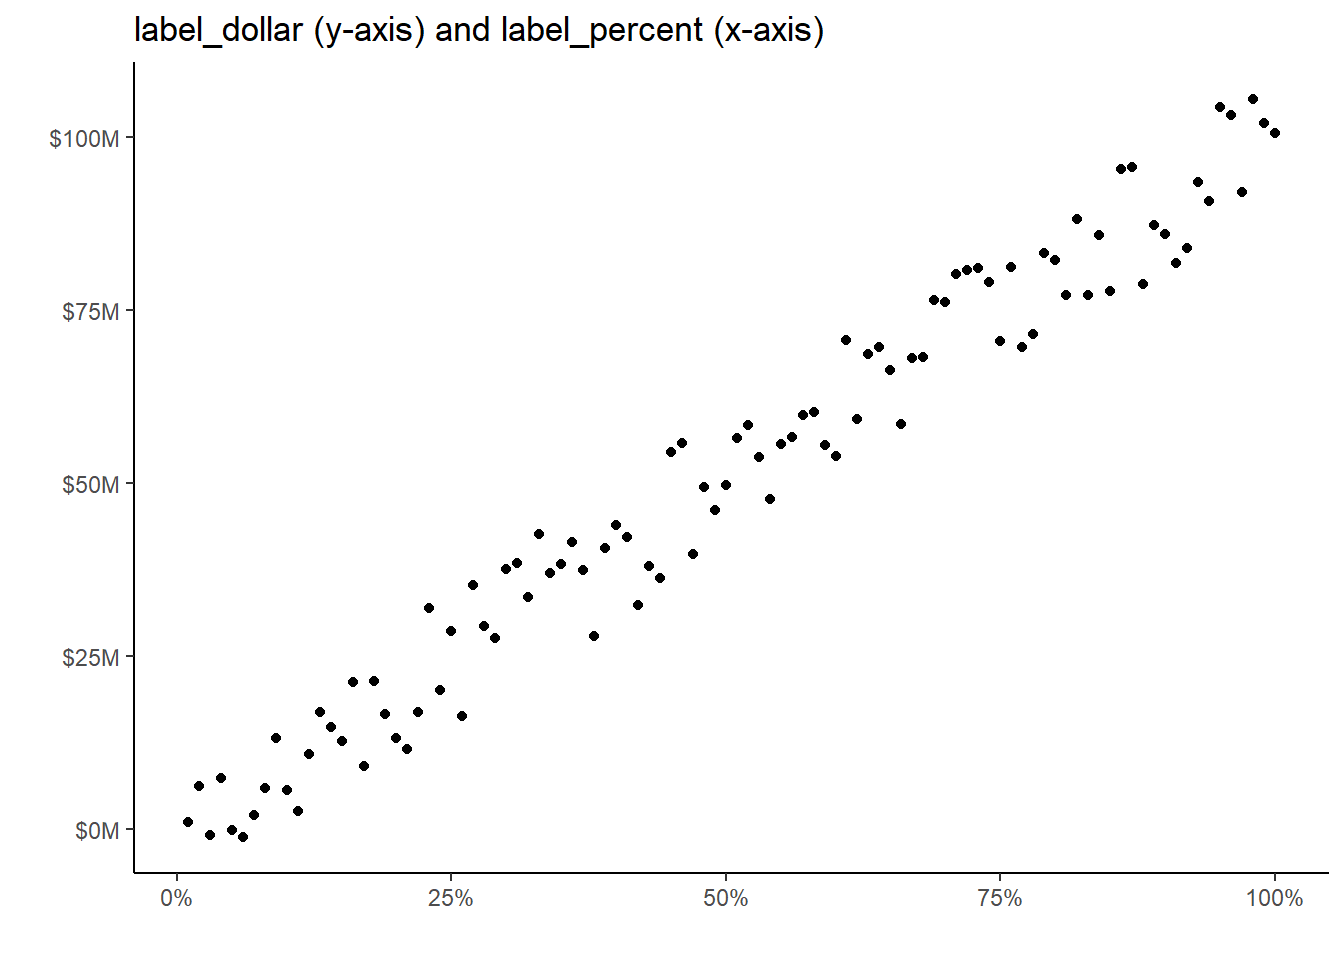 label_dollar (y-axis) and label_percent (x-axis)
$100M
$75M
$50M
$25M
$0M
0% 25% 50% 75% 100%